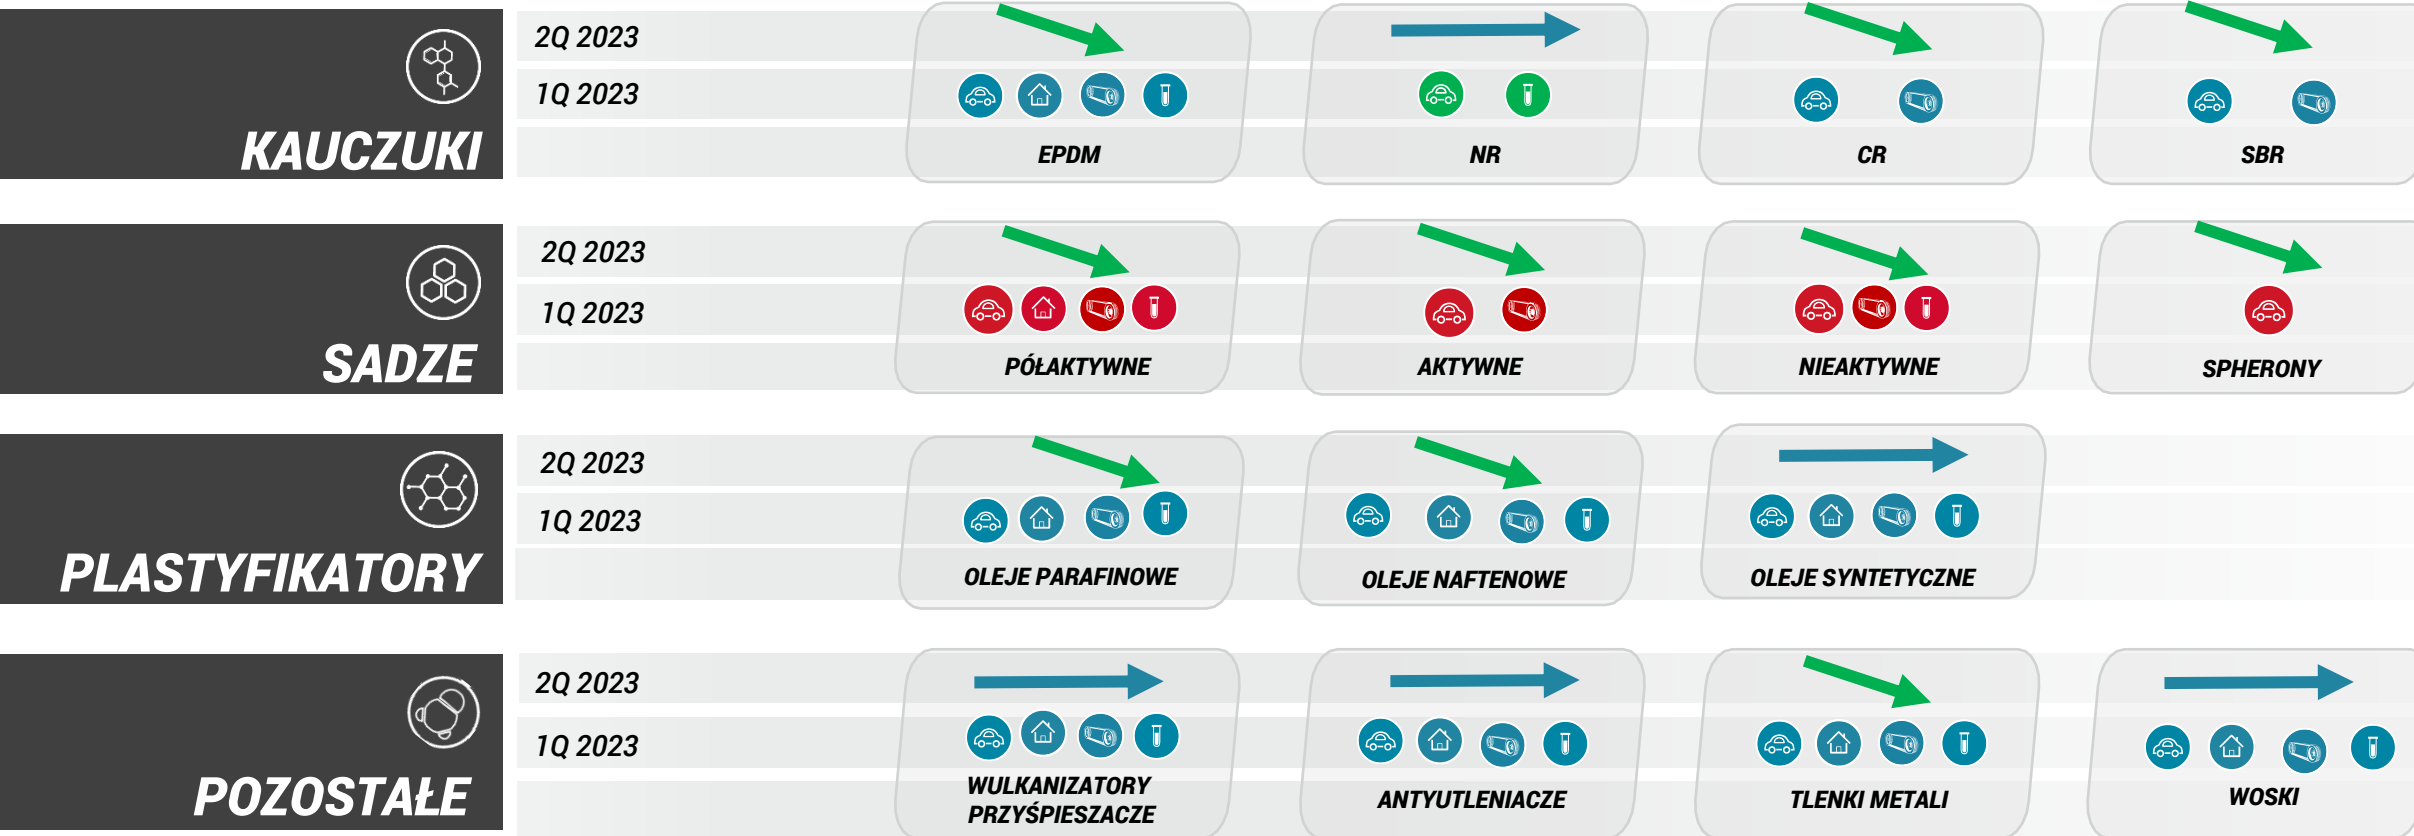 KAUCZUKI
2Q 2023
1Q 2023
EPDM
NR
CR
SBR
SADZE
2Q 2023
1Q 2023
PÓŁAKTYWNE
AKTYWNE
NIEAKTYWNE
SPHERONY
PLASTYFIKATORY
2Q 2023
1Q 2023
OLEJE PARAFINOWE
OLEJE NAFTENOWE
OLEJE SYNTETYCZNE
POZOSTAŁE
2Q 2023
1Q 2023
WULKANIZATORY
PRZYŚPIESZACZE
ANTYUTLENIACZE
TLENKI METALI
WOSKI